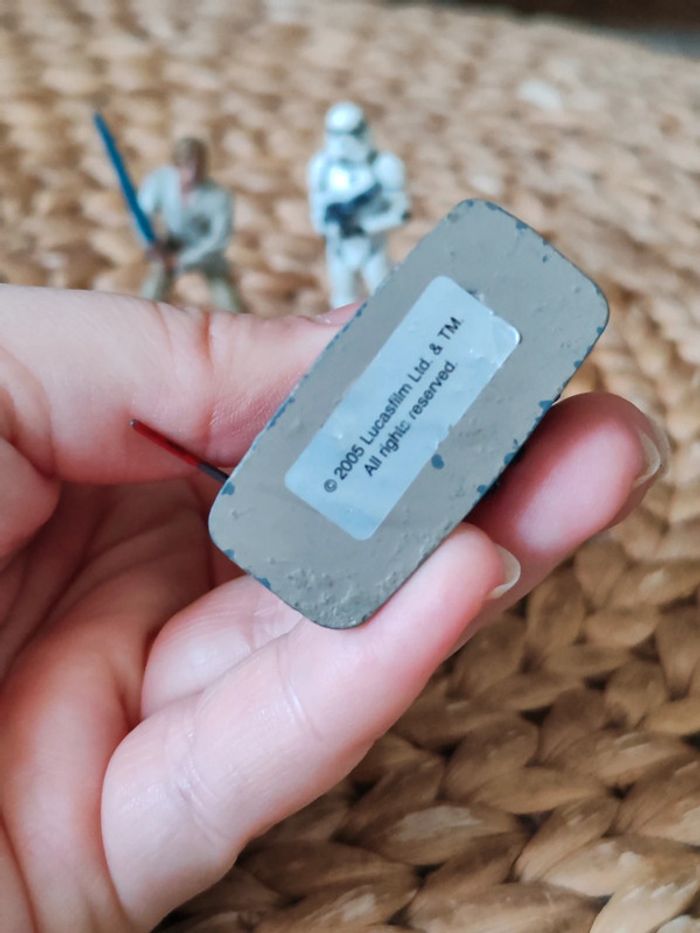 © 2005 Lucasfilm Ltd. & TM.
All rights reserved.